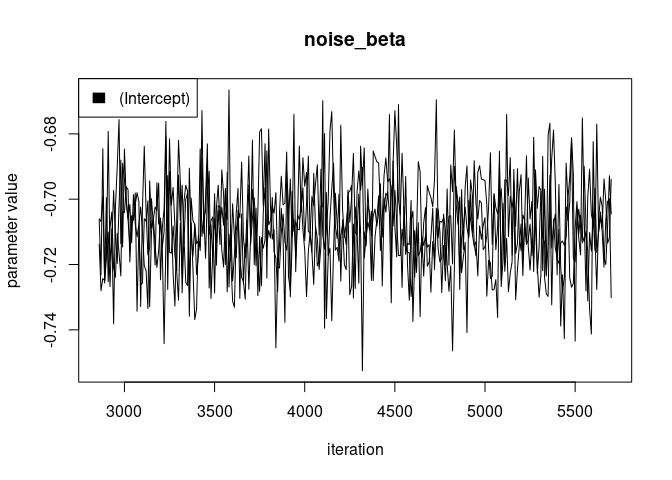 noise_beta
(Intercept)
parameter value
-0.68
-0.70
-0.72
-0.74
3000 3500 4000 4500 5000 5500
iteration